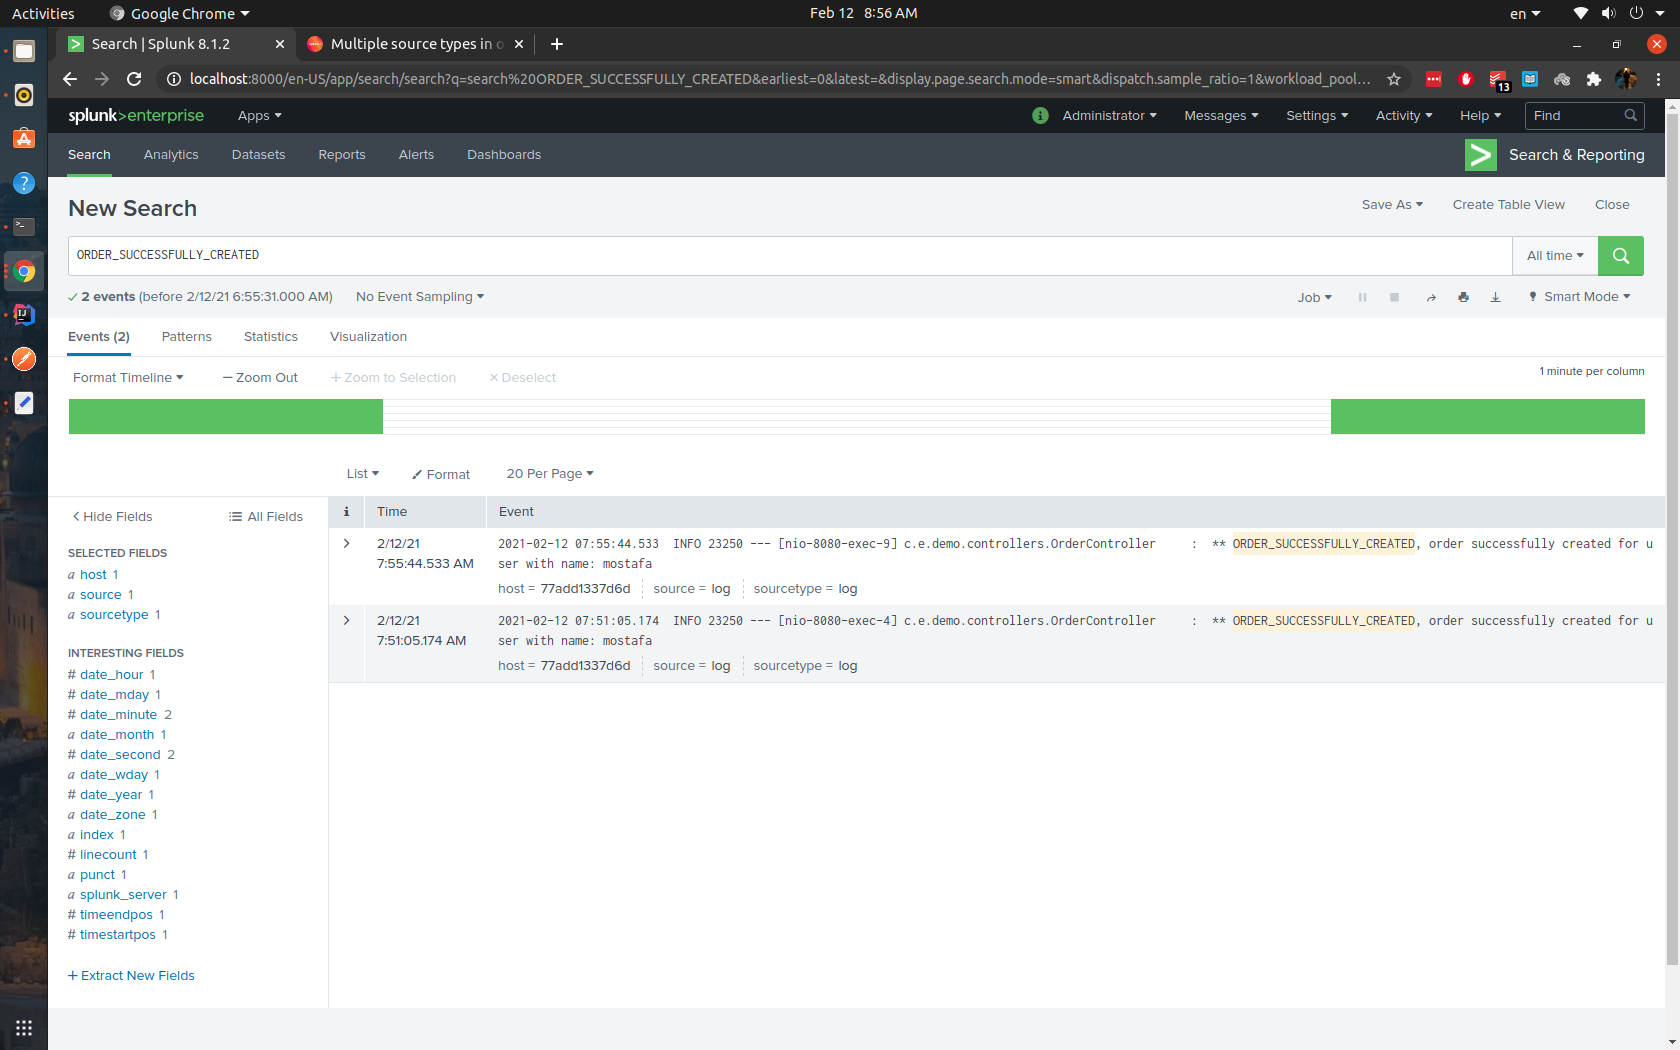 Activities Google Chrome Feb 12 8:56 AM en
Search | Splunk 8.1.2 Multiple source types in o
localhost:8000/en-US/app/search/search?q=search%20ORDER_SUCCESSFULLY_CREATED&earliest=0&latest=&display.page.search.mode=smart&dispatch.sample_ratio=1&workload_pool... 13
splunk>enterprise Apps Administrator Messages Settings Activity Help Find
Search Analytics Datasets Reports Alerts Dashboards Search & Reporting
New Search Save As Create Table View Close
ORDER_SUCCESSFULLY_CREATED All time
2 events (before 2/12/21 6:55:31.000 AM) No Event Sampling Job Smart Mode
Events (2) Patterns Statistics Visualization
Format Timeline — Zoom Out + Zoom to Selection × Deselect 1 minute per column
List Format 20 Per Page
Hide Fields All Fields
i Time Event
SELECTED FIELDS
a host 1
a source 1
a sourcetype 1
INTERESTING FIELDS
# date_hour 1
# date_mday 1
# date_minute 2
a date_month 1
# date_second 2
a date_wday 1
# date_year 1
a date_zone 1
a index 1
# linecount 1
a punct 1
a splunk_server 1
# timeendpos 1
# timestartpos 1
+ Extract New Fields
2/12/21
7:55:44.533 AM
2021-02-12 07:55:44.533 INFO 23250 --- [nio-8080-exec-9] c.e.demo.controllers.OrderController : ** ORDER_SUCCESSFULLY_CREATED, order successfully created for u
ser with name: mostafa
host = 77add1337d6d source = log sourcetype = log
2/12/21
7:51:05.174 AM
2021-02-12 07:51:05.174 INFO 23250 --- [nio-8080-exec-4] c.e.demo.controllers.OrderController : ** ORDER_SUCCESSFULLY_CREATED, order successfully created for u
ser with name: mostafa
host = 77add1337d6d source = log sourcetype = log